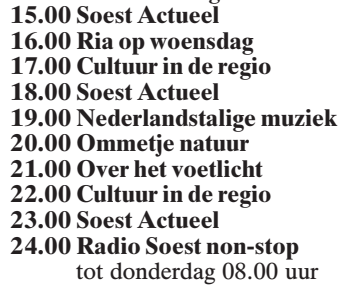 15.00 Soest Actueel
16.00 Ria op woensdag
17.00 Cultuur in de regio
18.00 Soest Actueel
19.00 Nederlandstalige muziek
20.00 Ommetje natuur
21.00 Over het voetlicht
22.00 Cultuur in de regio
23.00 Soest Actueel
24.00 Radio Soest non-stop
tot donderdag 08.00 uur